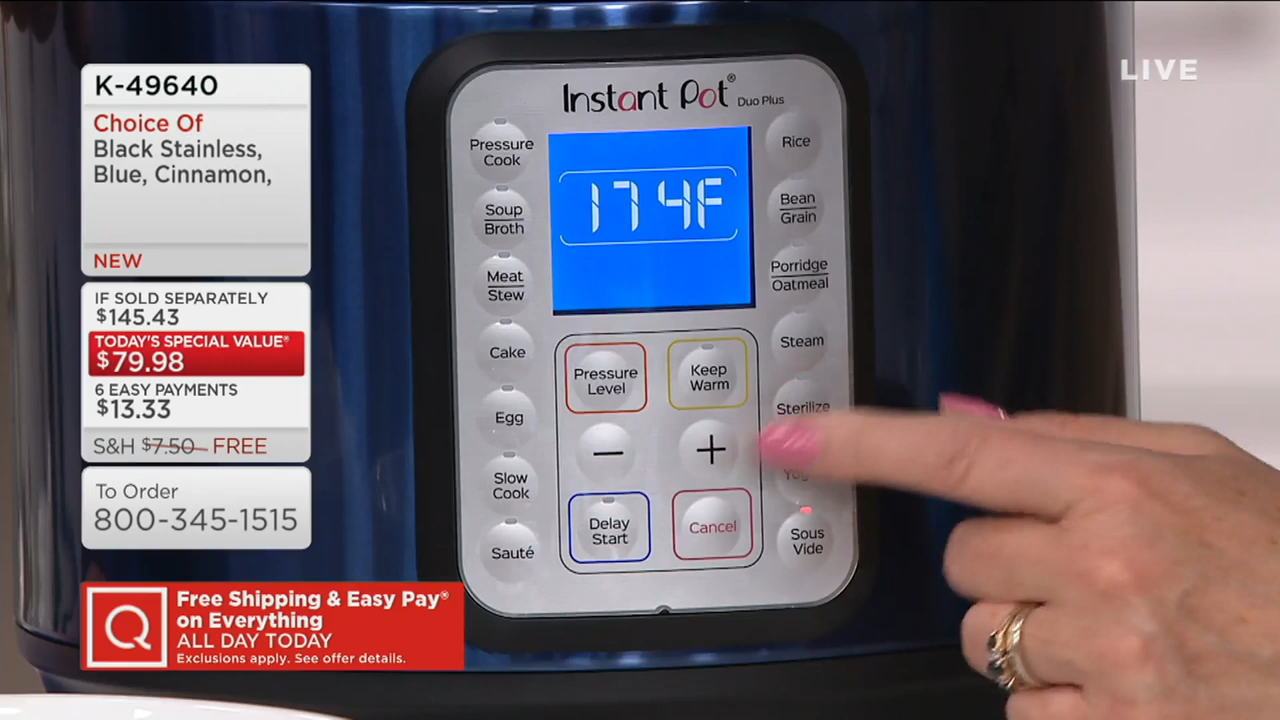 K-49640
Choice Of
Black Stainless,
Blue, Cinnamon,
NEW
IF SOLD SEPARATELY
$145.43
TODAY'S SPECIAL VALUE®
$79.98
6 EASY PAYMENTS
$13.33
S&H $7.50 FREE
To Order
800-345-1515
Q
Free Shipping & Easy Pay®
on Everything
ALL DAY TODAY
Exclusions apply. See offer details.
LIVE
Instant Pot® Duo Plus
174F
Pressure
Cook
Soup
Broth
Meat
Stew
Cake
Egg
Slow
Cook
Sauté
Pressure
Level
Keep
Warm
−
+
Delay
Start
Cancel
Rice
Bean
Grain
Porridge
Oatmeal
Steam
Sterilize
Sous
Vide